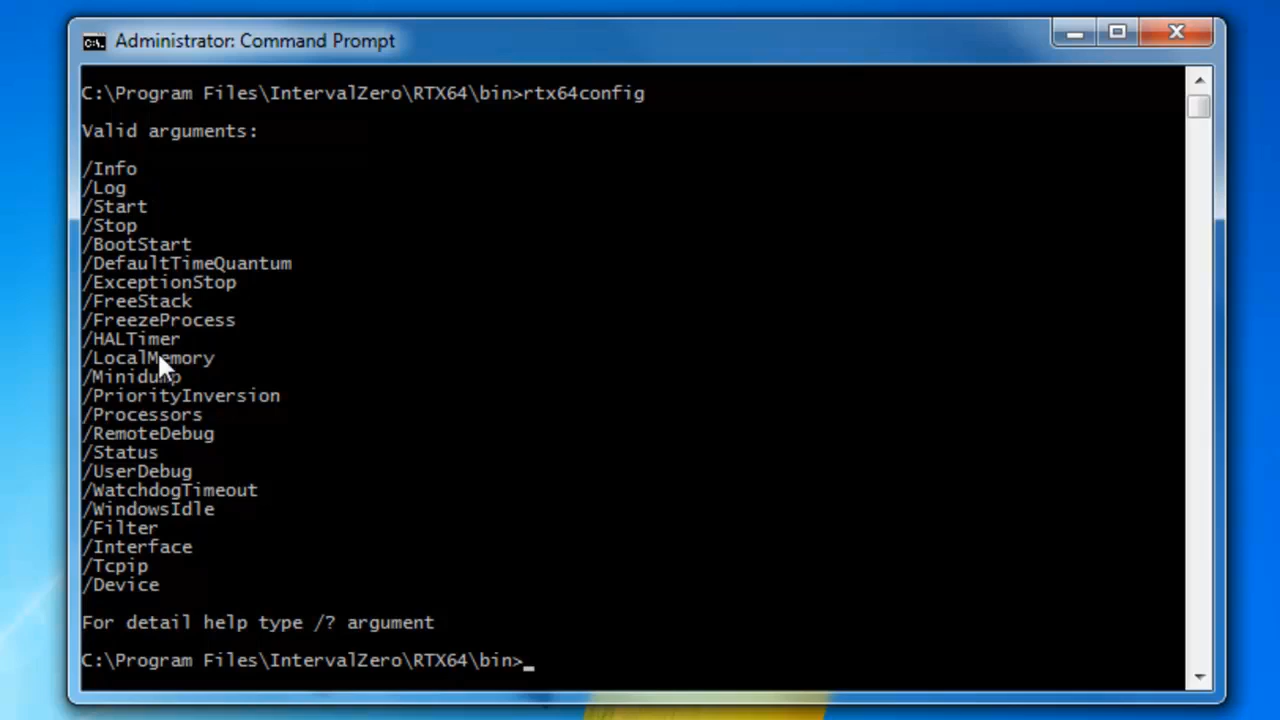 Administrator: Command Prompt
C:\Program Files\IntervalZero\RTX64\bin>rtx64config
Valid arguments:
/Info
/Log
/Start
/Stop
/BootStart
/DefaultTimeQuantum
/ExceptionStop
/FreeStack
/FreezeProcess
/HALTimer
/LocalMemory
/Minidump
/PriorityInversion
/Processors
/RemoteDebug
/Status
/UserDebug
/WatchdogTimeout
/WindowsIdle
/Filter
/Interface
/Tcpip
/Device
For detail help type /? argument
C:\Program Files\IntervalZero\RTX64\bin>_